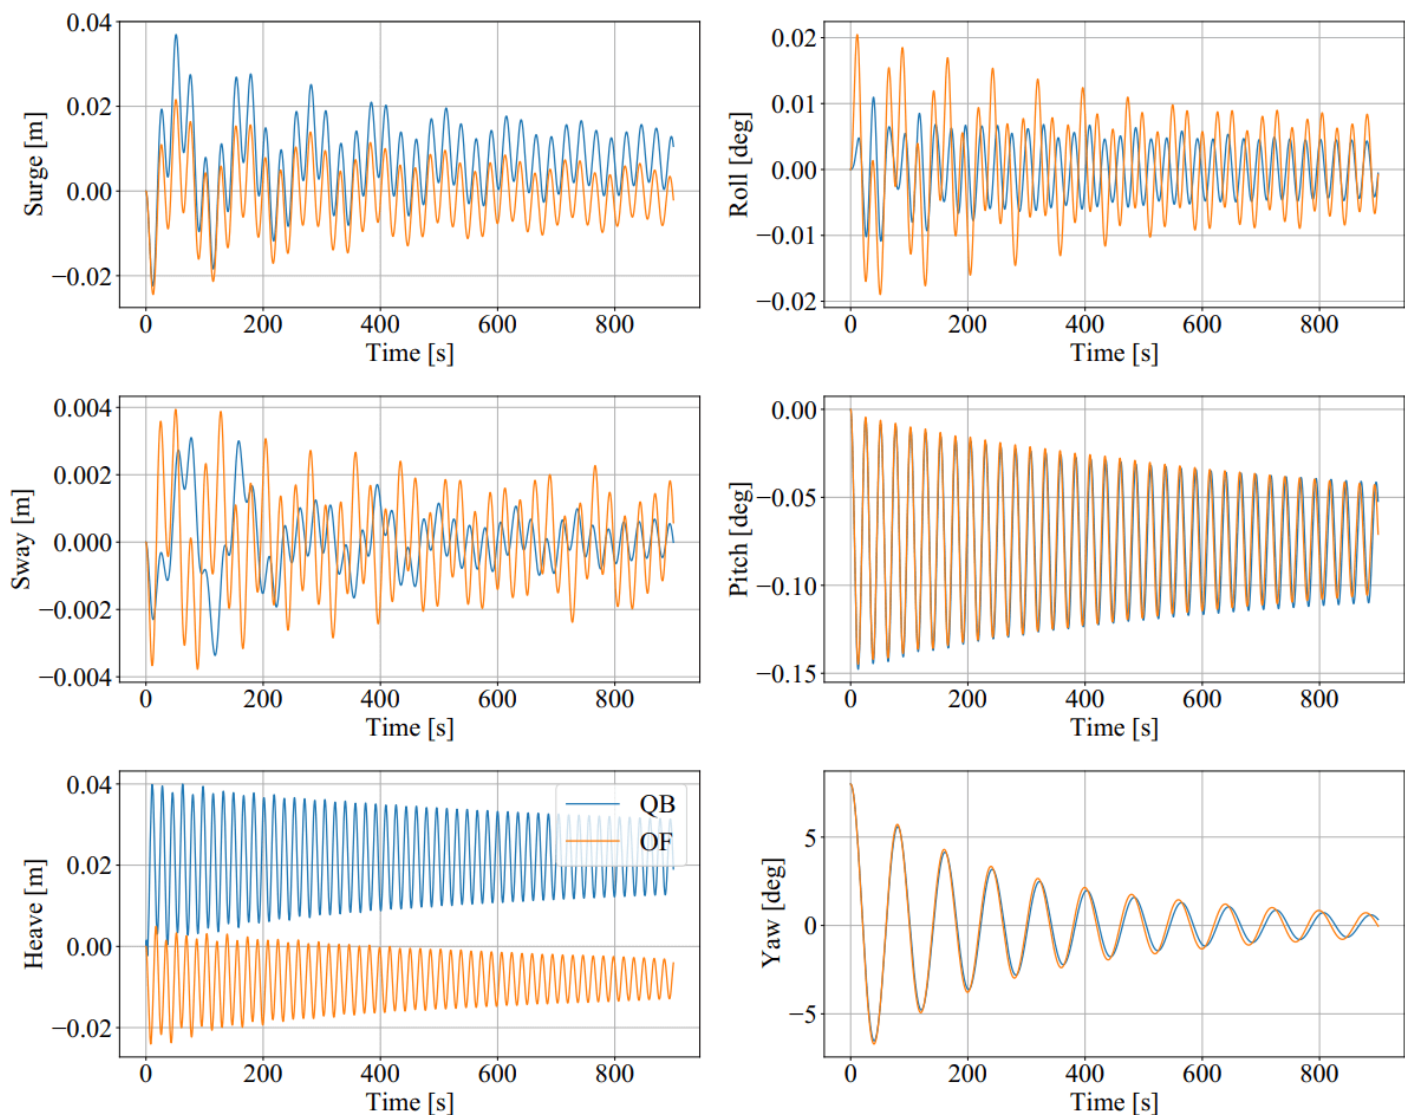 0.04
0.02
0.00
−0.02
Surge [m]
0 200 400 600 800
Time [s]
0.02
0.01
0.00
−0.01
−0.02
Roll [deg]
0 200 400 600 800
Time [s]
0.004
0.002
0.000
−0.002
−0.004
Sway [m]
0 200 400 600 800
Time [s]
0.00
−0.05
−0.10
−0.15
Pitch [deg]
0 200 400 600 800
Time [s]
0.04
0.02
0.00
−0.02
Heave [m]
QB
OF
0 200 400 600 800
Time [s]
5
0
−5
Yaw [deg]
0 200 400 600 800
Time [s]